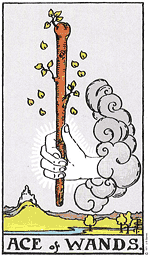 ACE of WANDS.